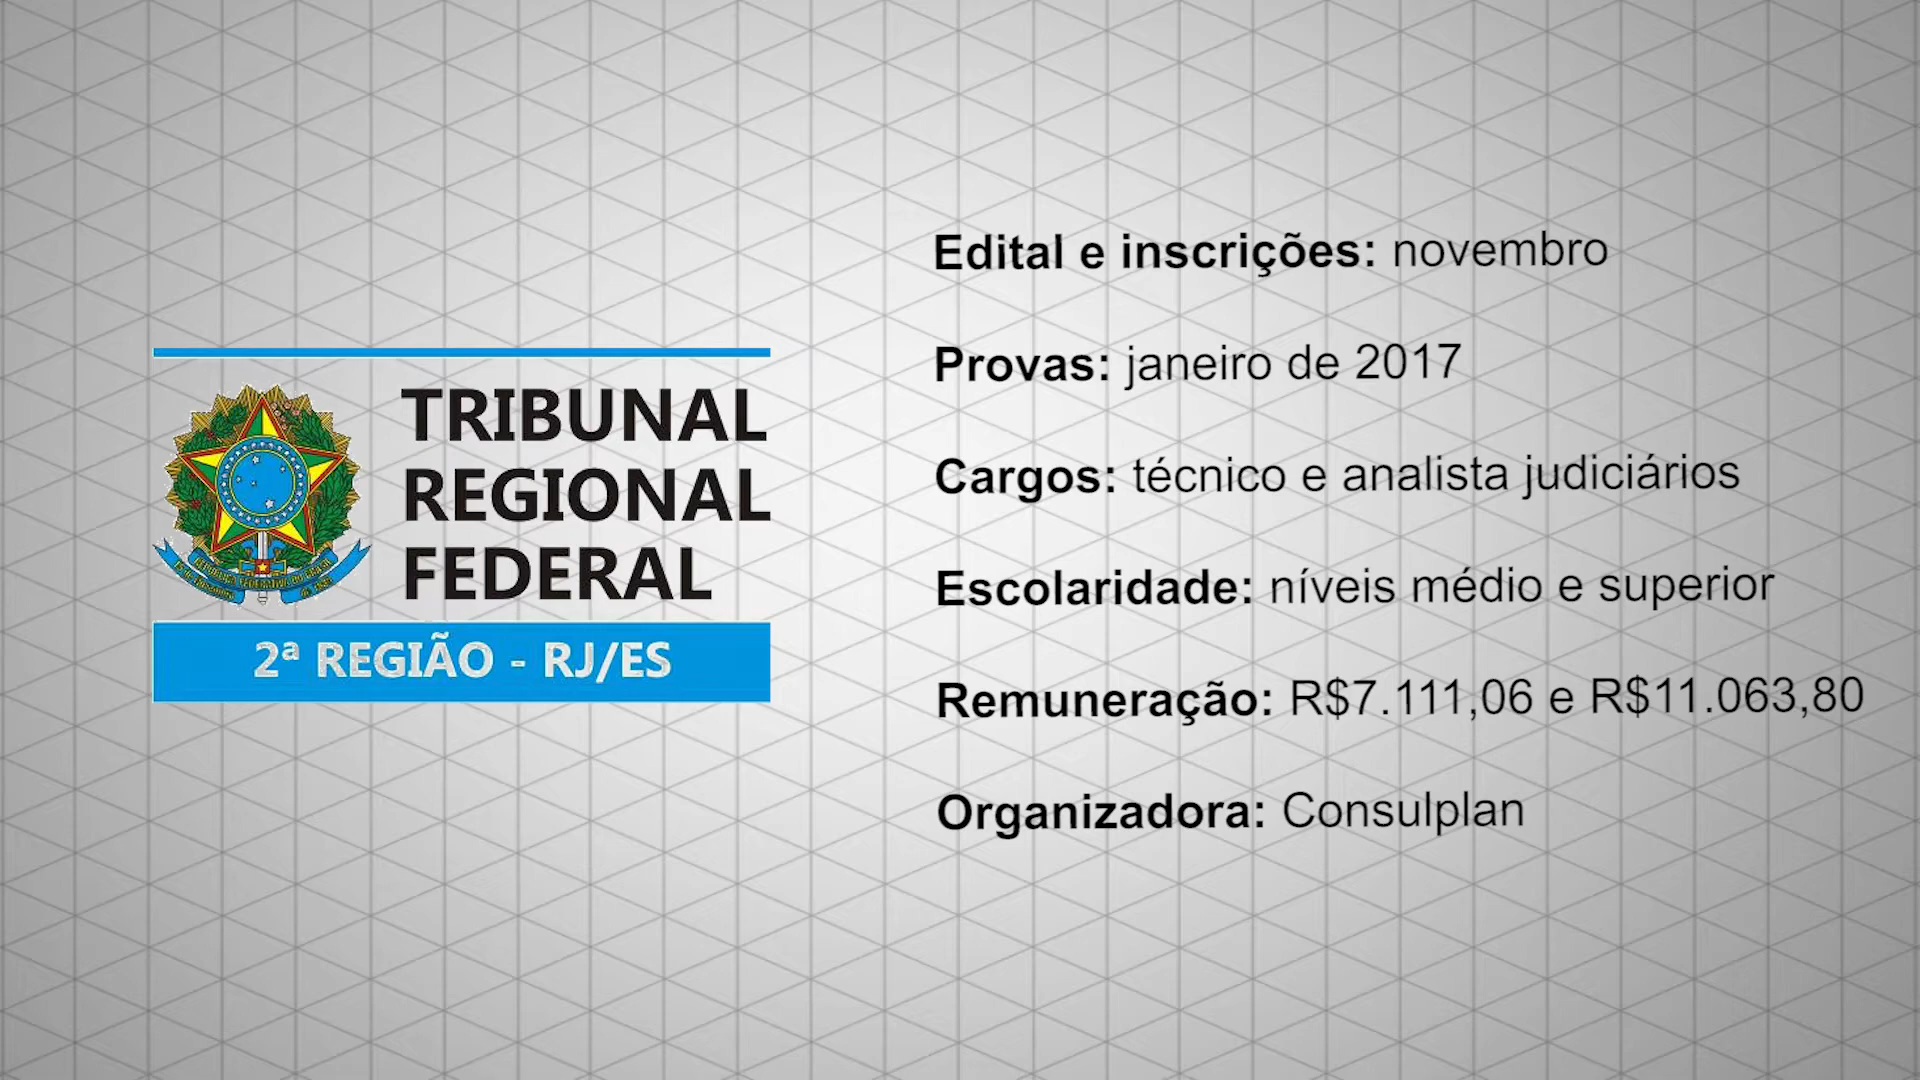 TRIBUNAL
REGIONAL
FEDERAL
2ª REGIÃO - RJ/ES
Edital e inscrições: novembro
Provas: janeiro de 2017
Cargos: técnico e analista judiciários
Escolaridade: níveis médio e superior
Remuneração: R$7.111,06 e R$11.063,80
Organizadora: Consulplan